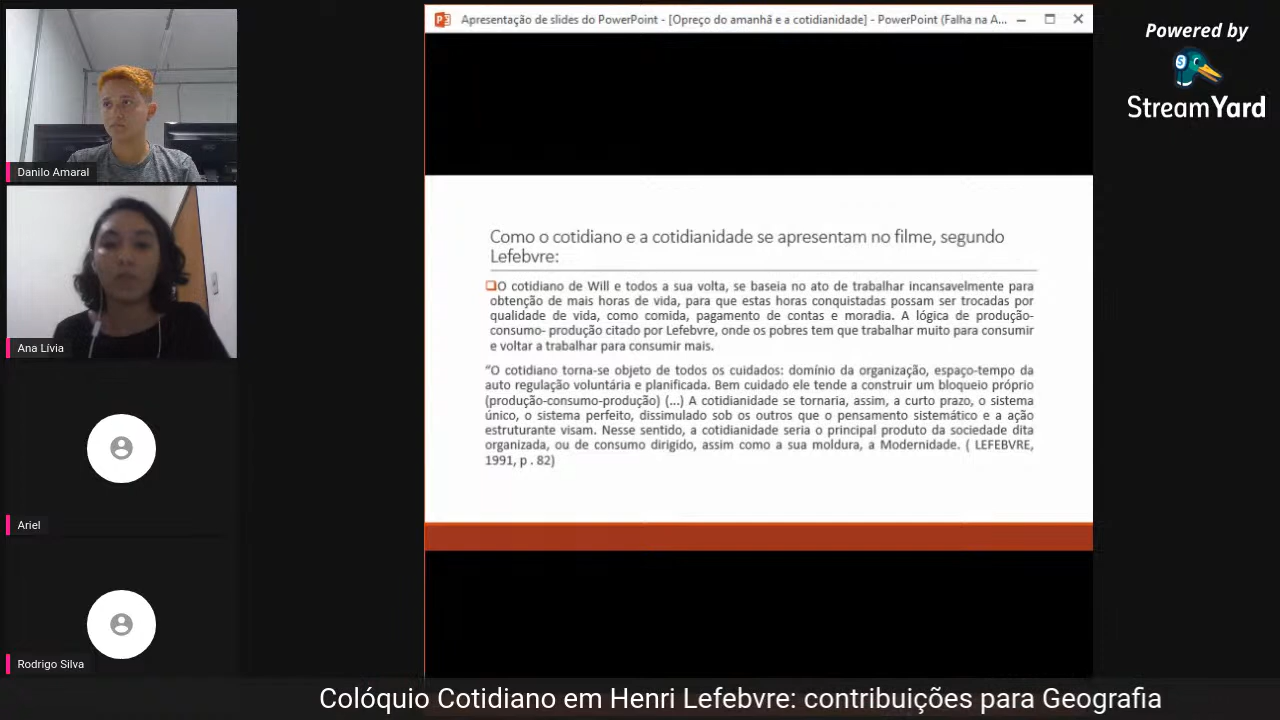 Apresentação de slides do PowerPoint - [Opreço do amanhã e a cotidianidade] - PowerPoint (Falha na A...
Powered by
StreamYard
Danilo Amaral
Ana Lívia
Ariel
Rodrigo Silva
Como o cotidiano e a cotidianidade se apresentam no filme, segundo
Lefebvre:
O cotidiano de Will e todos a sua volta, se baseia no ato de trabalhar incansavelmente para
obtenção de mais horas de vida, para que estas horas conquistadas possam ser trocadas por
qualidade de vida, como comida, pagamento de contas e moradia. A lógica de produção-
consumo- produção citado por Lefebvre, onde os pobres tem que trabalhar muito para consumir
e voltar a trabalhar para consumir mais.
“O cotidiano torna-se objeto de todos os cuidados: domínio da organização, espaço-tempo da
auto regulação voluntária e planificada. Bem cuidado ele tende a construir um bloqueio próprio
(produção-consumo-produção) (...) A cotidianidade se tornaria, assim, a curto prazo, o sistema
único, o sistema perfeito, dissimulado sob os outros que o pensamento sistemático e a ação
estruturante visam. Nesse sentido, a cotidianidade seria o principal produto da sociedade dita
organizada, ou de consumo dirigido, assim como a sua moldura, a Modernidade. ( LEFEBVRE,
1991, p . 82)
Colóquio Cotidiano em Henri Lefebvre: contribuições para Geografia